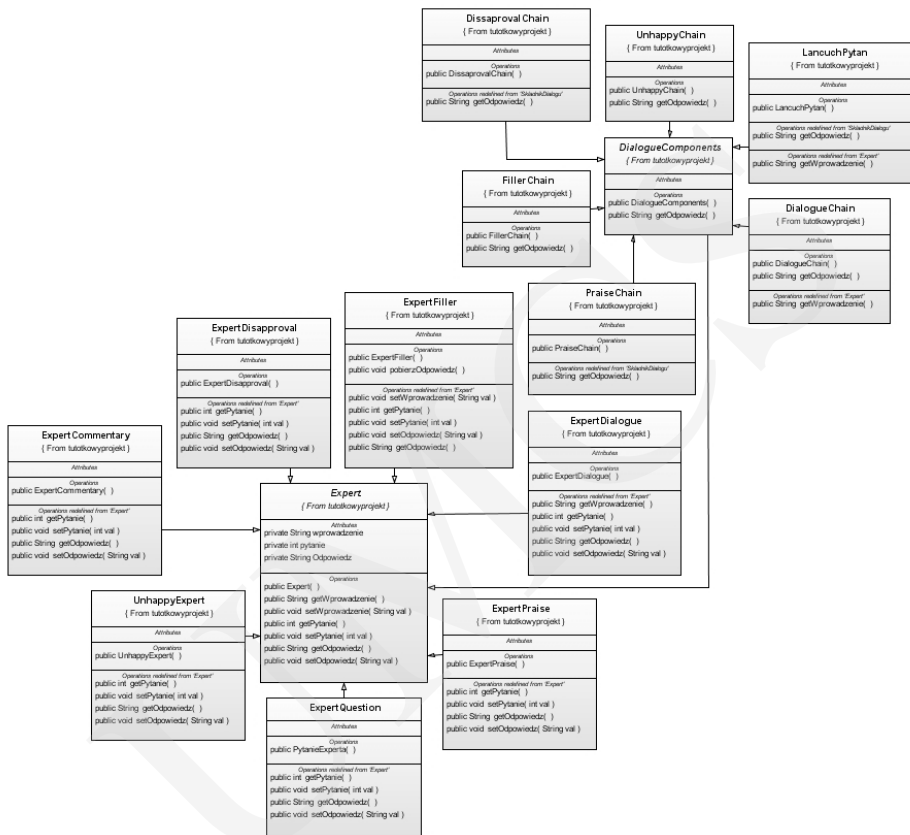 DissaprovalChain
{ From tutotkowyprojekt }
Attributes
Operations
public DissaprovalChain( )
Operations redefined from 'SkladnikDialogu'
public String getOdpowiedz( )
UnhappyChain
{ From tutotkowyprojekt }
Attributes
Operations
public UnhappyChain( )
public String getOdpowiedz( )
LancuchPytan
{ From tutotkowyprojekt }
Attributes
Operations
public LancuchPytan( )
Operations redefined from 'SkladnikDialogu'
public String getOdpowiedz( )
Operations redefined from 'Expert'
public String getWprowadzenie( )
DialogueComponents
{ From tutotkowyprojekt }
Attributes
Operations
public DialogueComponents( )
public String getOdpowiedz( )
FillerChain
{ From tutotkowyprojekt }
Attributes
Operations
public FillerChain( )
public String getOdpowiedz( )
DialogueChain
{ From tutotkowyprojekt }
Attributes
Operations
public DialogueChain( )
public String getOdpowiedz( )
Operations redefined from 'Expert'
public String getWprowadzenie( )
PraiseChain
{ From tutotkowyprojekt }
Attributes
Operations
public PraiseChain( )
Operations redefined from 'SkladnikDialogu'
public String getOdpowiedz( )
ExpertFiller
{ From tutotkowyprojekt }
Attributes
Operations
public ExpertFiller( )
public void pobierzOdpowiedz( )
Operations redefined from 'Expert'
public void setWprowadzenie( String val )
public int getPytanie( )
public void setPytanie( int val )
public void setOdpowiedz( String val )
public String getOdpowiedz( )
ExpertDisapproval
{ From tutotkowyprojekt }
Attributes
Operations
public ExpertDisapproval( )
Operations redefined from 'Expert'
public int getPytanie( )
public void setPytanie( int val )
public String getOdpowiedz( )
public void setOdpowiedz( String val )
ExpertCommentary
{ From tutotkowyprojekt }
Attributes
Operations
public ExpertCommentary( )
Operations redefined from 'Expert'
public int getPytanie( )
public void setPytanie( int val )
public String getOdpowiedz( )
public void setOdpowiedz( String val )
ExpertDialogue
{ From tutotkowyprojekt }
Attributes
Operations
public ExpertDialogue( )
Operations redefined from 'Expert'
public String getWprowadzenie( )
public int getPytanie( )
public void setPytanie( int val )
public String getOdpowiedz( )
public void setOdpowiedz( String val )
Expert
{ From tutotkowyprojekt }
Attributes
private String wprowadzenie
private int pytanie
private String Odpowiedz
Operations
public Expert( )
public String getWprowadzenie( )
public void setWprowadzenie( String val )
public int getPytanie( )
public void setPytanie( int val )
public String getOdpowiedz( )
public void setOdpowiedz( String val )
UnhappyExpert
{ From tutotkowyprojekt }
Attributes
Operations
public UnhappyExpert( )
Operations redefined from 'Expert'
public int getPytanie( )
public void setPytanie( int val )
public String getOdpowiedz( )
public void setOdpowiedz( String val )
ExpertPraise
{ From tutotkowyprojekt }
Attributes
Operations
public ExpertPraise( )
Operations redefined from 'Expert'
public int getPytanie( )
public void setPytanie( int val )
public String getOdpowiedz( )
public void setOdpowiedz( String val )
ExpertQuestion
{ From tutotkowyprojekt }
Attributes
Operations
public PytanieExperta( )
Operations redefined from 'Expert'
public int getPytanie( )
public void setPytanie( int val )
public String getOdpowiedz( )
public void setOdpowiedz( String val )
UMCS